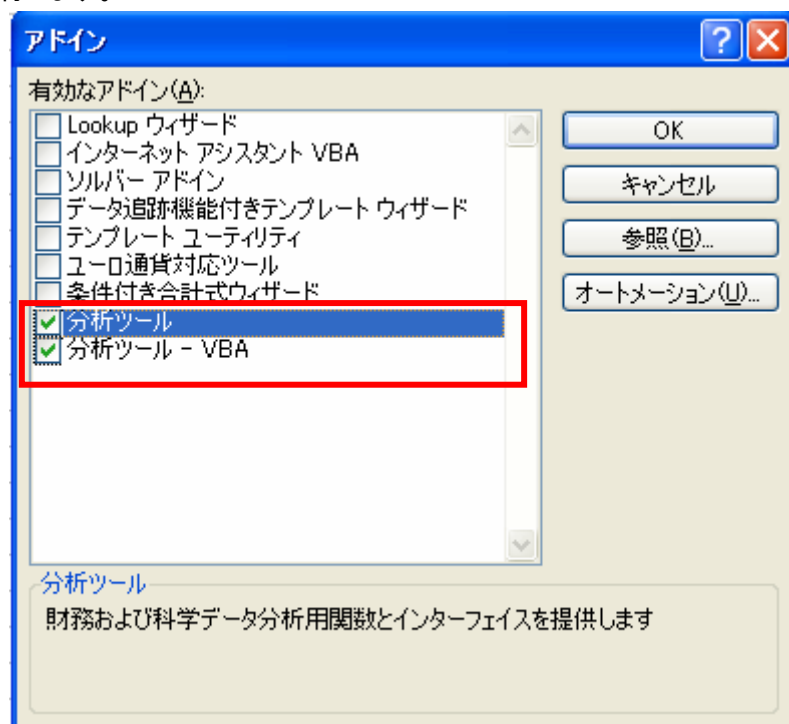 アドイン
有効なアドイン(A):
Lookup ウィザード
インターネット アシスタント VBA
ソルバー アドイン
データ追跡機能付きテンプレート ウィザード
テンプレート ユーティリティ
ユーロ通貨対応ツール
条件付き合計式ウィザード
分析ツール
分析ツール - VBA
OK
キャンセル
参照(B)...
オートメーション(U)...
分析ツール
財務および科学データ分析用関数とインターフェイスを提供します